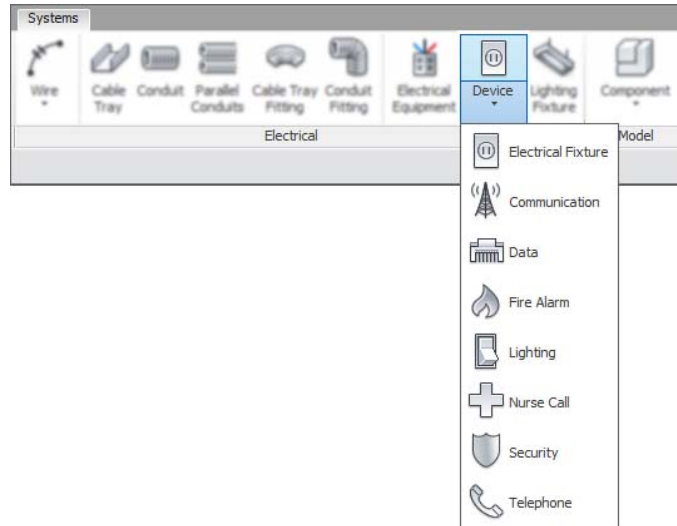 Systems
Wire
Cable Tray
Conduit
Parallel Conduits
Cable Tray Fitting
Conduit Fitting
Electrical Equipment
Device
Lighting Fixture
Component
Electrical
Model
Electrical Fixture
Communication
Data
Fire Alarm
Lighting
Nurse Call
Security
Telephone